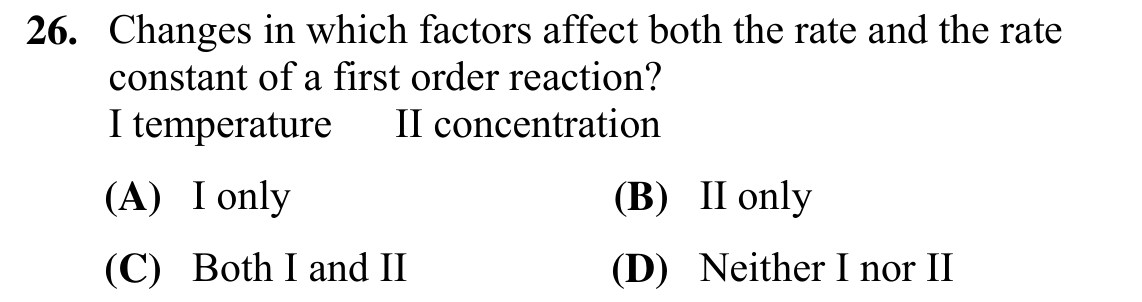 26. Changes in which factors affect both the rate and the rate
constant of a first order reaction?
I temperature II concentration
(A) I only (B) II only
(C) Both I and II (D) Neither I nor II